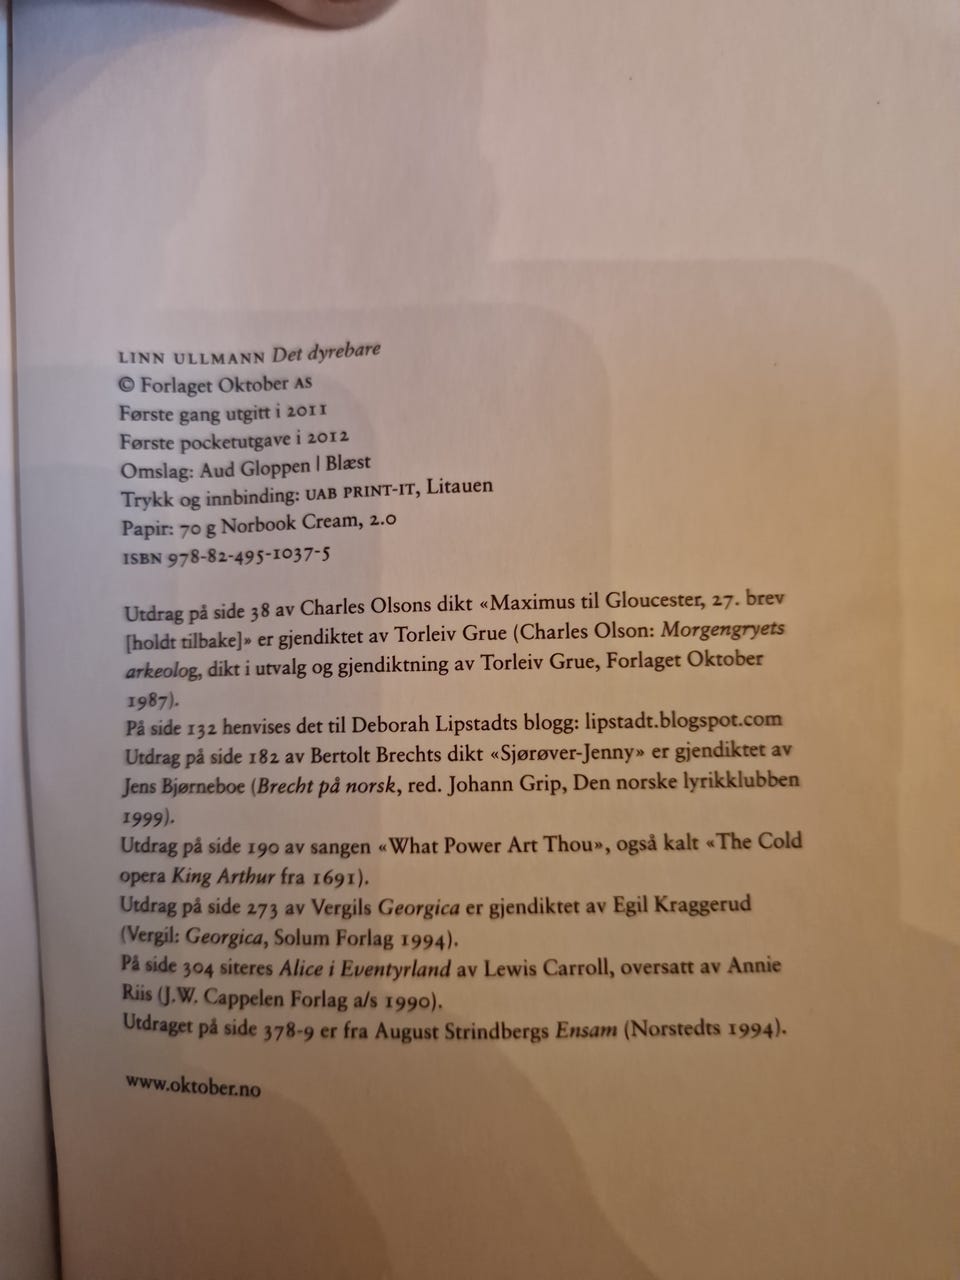 LINN ULLMANN Det dyrebare
© Forlaget Oktober AS
Første gang utgitt i 2011
Første pocketutgave i 2012
Omslag: Aud Gloppen | Blæst
Trykk og innbinding: UAB PRINT-IT, Litauen
Papir: 70 g Norbook Cream, 2.0
ISBN 978-82-495-1037-5
Utdrag på side 38 av Charles Olsons dikt «Maximus til Gloucester, 27. brev
[holdt tilbake]» er gjendiktet av Torleiv Grue (Charles Olson: Morgengryets
arkeolog, dikt i utvalg og gjendiktning av Torleiv Grue, Forlaget Oktober
1987).
På side 132 henvises det til Deborah Lipstadts blogg: lipstadt.blogspot.com
Utdrag på side 182 av Bertolt Brechts dikt «Sjørøver-Jenny» er gjendiktet av
Jens Bjørneboe (Brecht på norsk, red. Johann Grip, Den norske lyrikklubben
1999).
Utdrag på side 190 av sangen «What Power Art Thou», også kalt «The Cold
opera King Arthur fra 1691).
Utdrag på side 273 av Vergils Georgica er gjendiktet av Egil Kraggerud
(Vergil: Georgica, Solum Forlag 1994).
På side 304 siteres Alice i Eventyrland av Lewis Carroll, oversatt av Annie
Riis (J.W. Cappelen Forlag a/s 1990).
Utdraget på side 378-9 er fra August Strindbergs Ensam (Norstedts 1994).
www.oktober.no